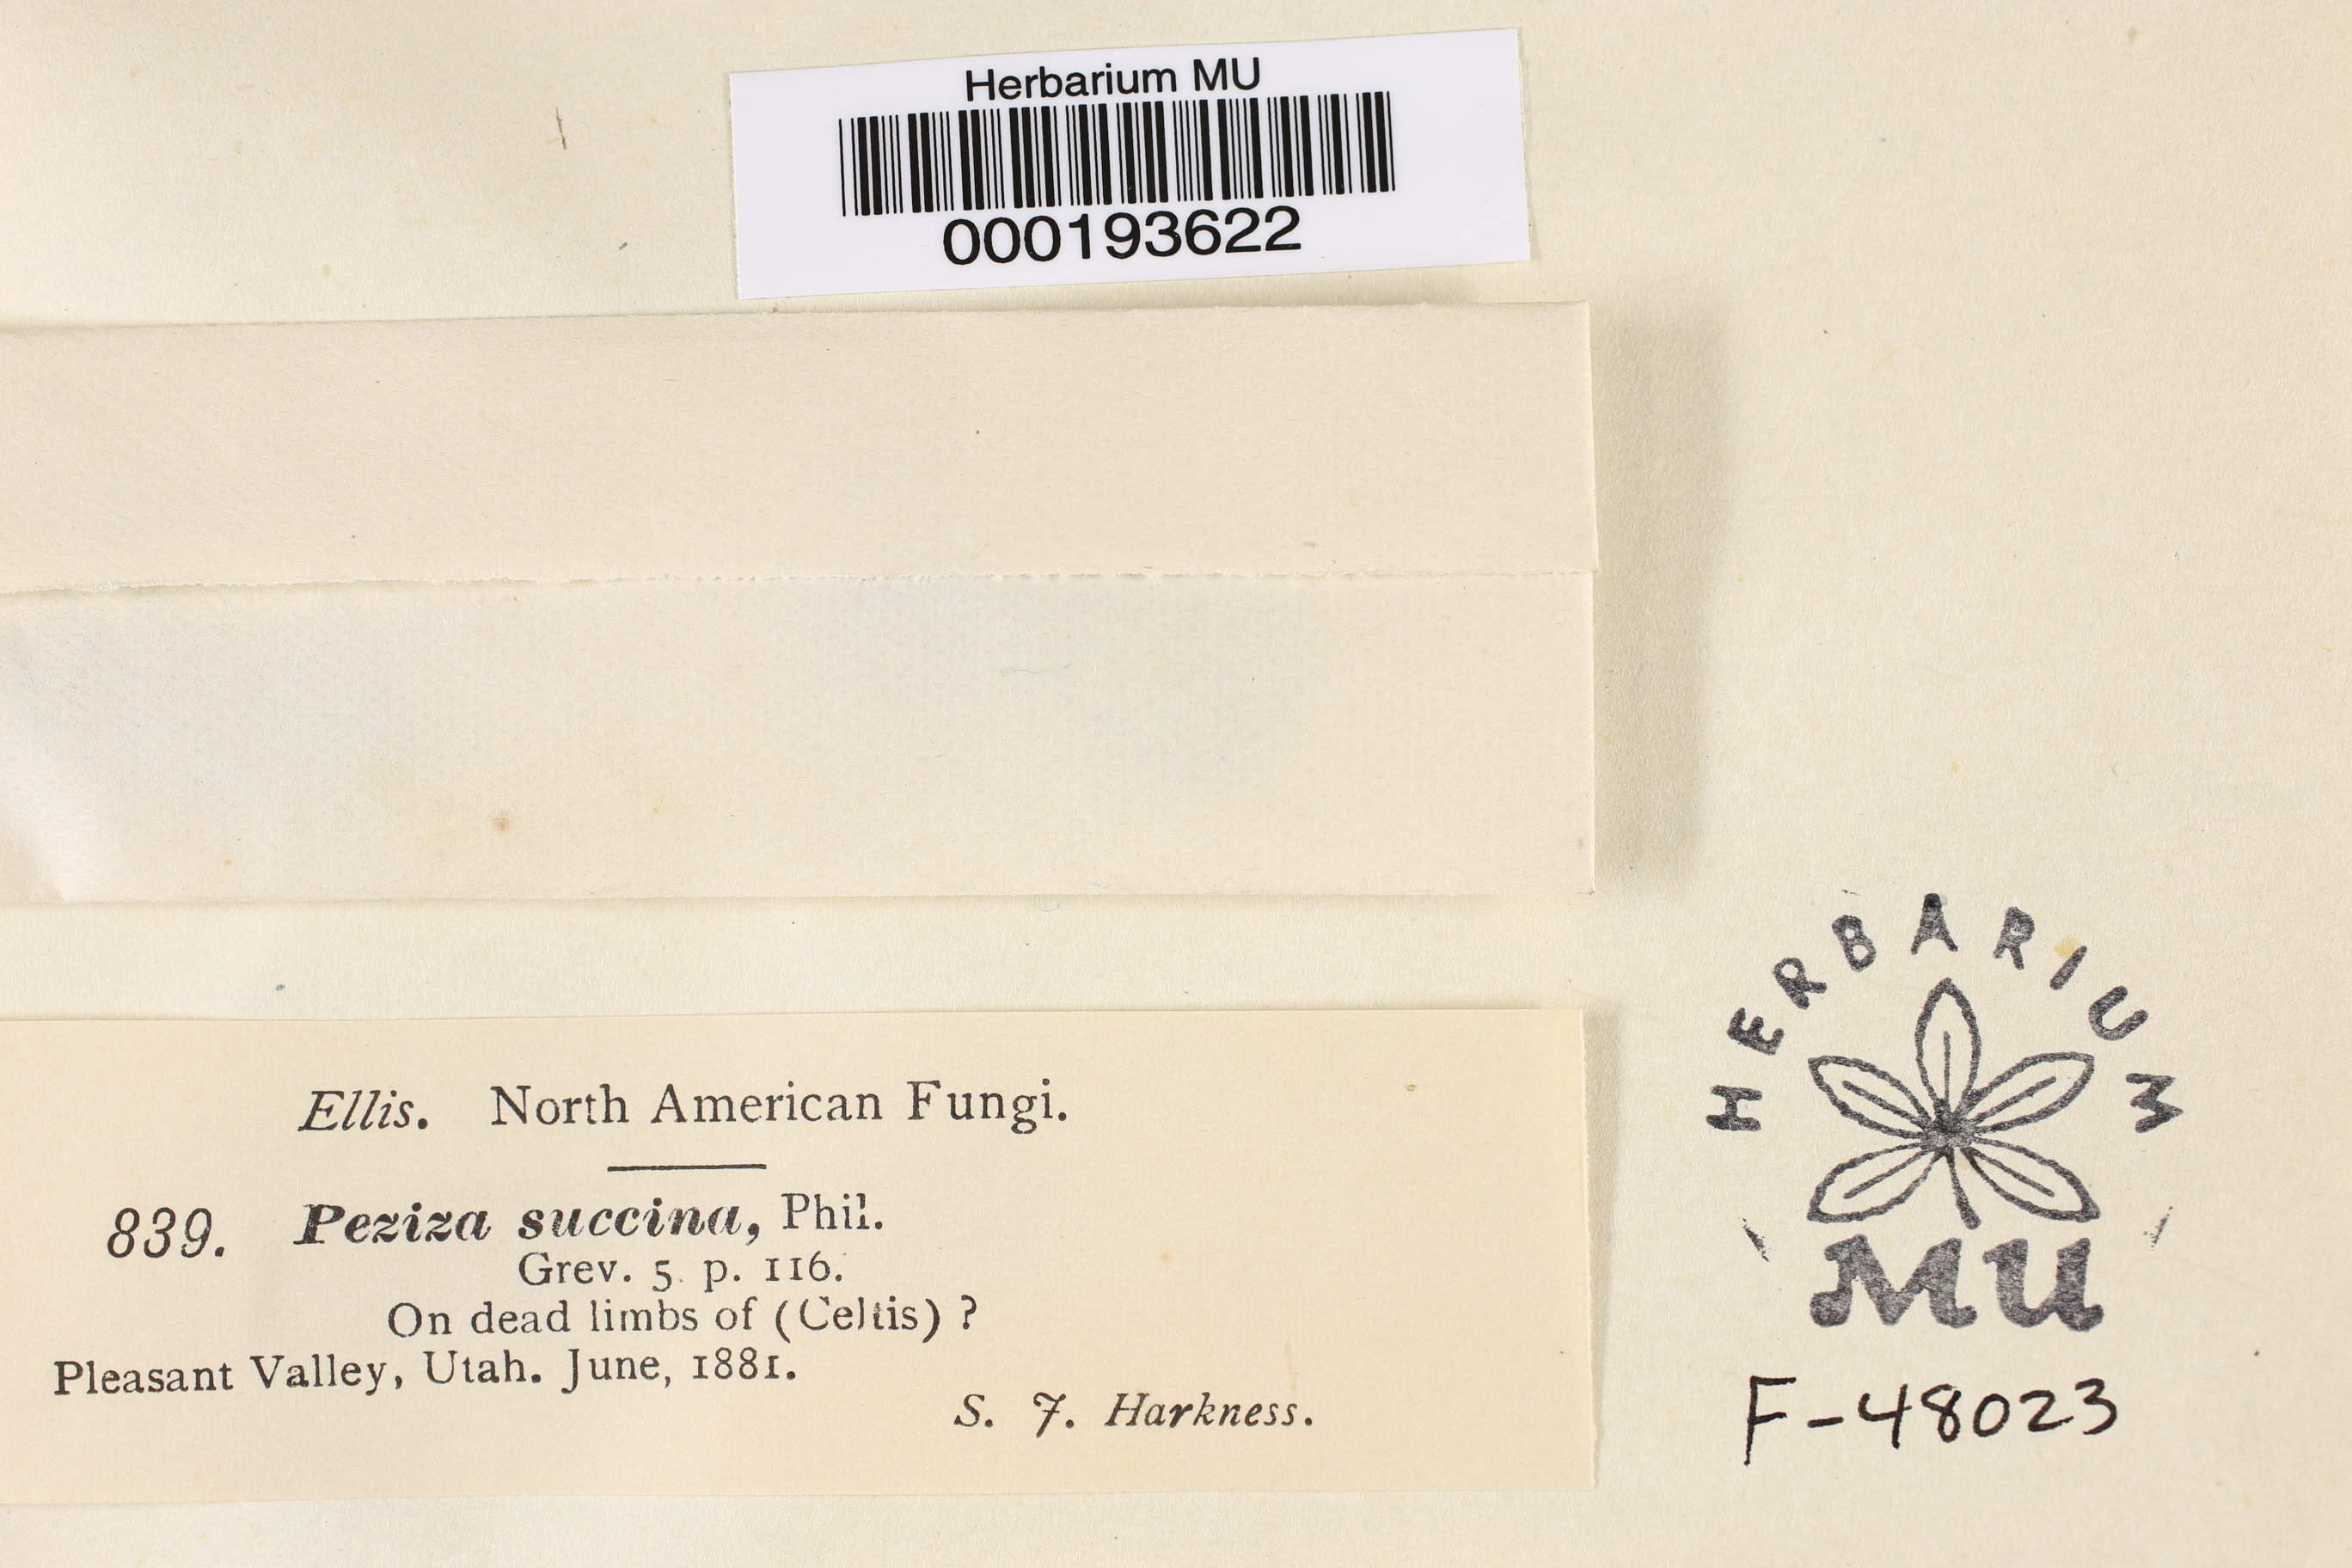 Herbarium MU
000193622
Ellis. North American Fungi.
839. Peziza succina, Phil.
Grev. 5. p. 116.
On dead limbs of (Celtis) ?
Pleasant Valley, Utah. June, 1881.
S. J. Harkness.
HERBARIUM
MU
F-48023